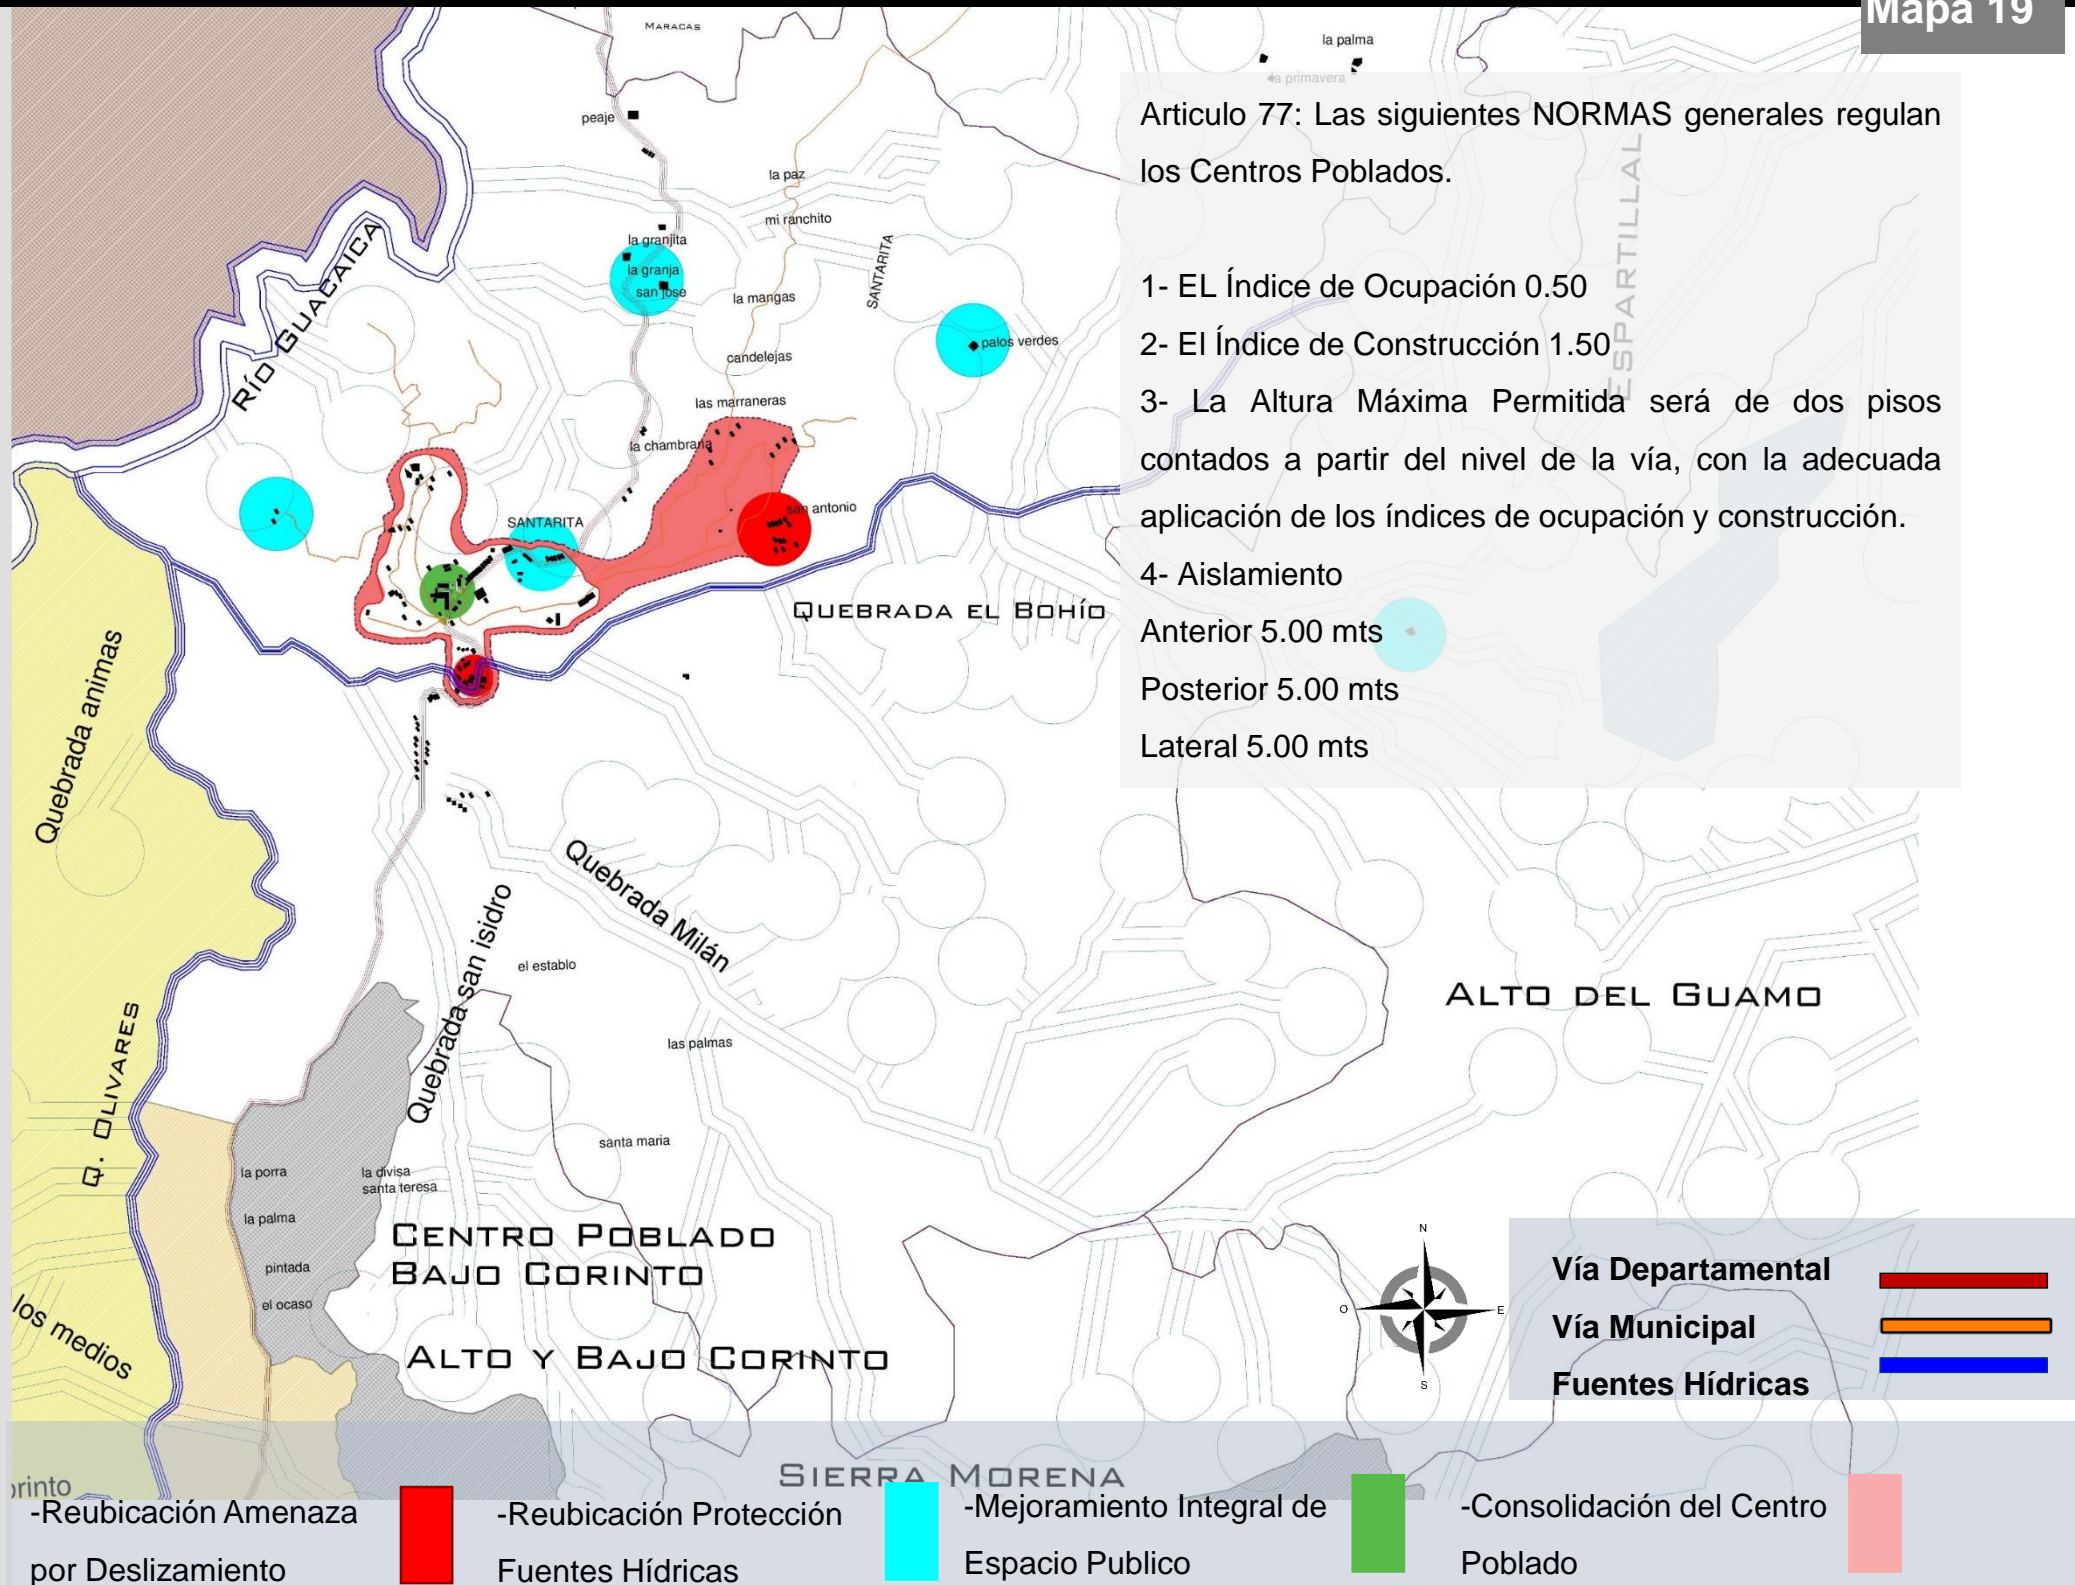 Mapa 19
MARACAS
la palma
la primavera
peaje
Articulo 77: Las siguientes NORMAS generales regulan
los Centros Poblados.
1- EL Índice de Ocupación 0.50
2- El Índice de Construcción 1.50
3- La Altura Máxima Permitida será de dos pisos
contados a partir del nivel de la vía, con la adecuada
aplicación de los índices de ocupación y construcción.
4- Aislamiento
Anterior 5.00 mts
Posterior 5.00 mts
Lateral 5.00 mts
ESPARTILLAL
la paz
mi ranchito
SANTARITA
la granjita
la granja
san jose
la mangas
RÍO GUACAICA
palos verdes
candelejas
las marraneras
la chambrana
san antonio
SANTARITA
QUEBRADA EL BOHÍO
Quebrada animas
Quebrada Milán
Quebrada san isidro
el establo
ALTO DEL GUAMO
las palmas
Q. OLIVARES
santa maria
la porra
la divisa
santa teresa
la palma
CENTRO POBLADO
BAJO CORINTO
pintada
el ocaso
los medios
ALTO Y BAJO CORINTO
N
O
E
S
Vía Departamental
Vía Municipal
Fuentes Hídricas
SIERRA MORENA
orinto
-Reubicación Amenaza
por Deslizamiento
-Reubicación Protección
Fuentes Hídricas
-Mejoramiento Integral de
Espacio Publico
-Consolidación del Centro
Poblado